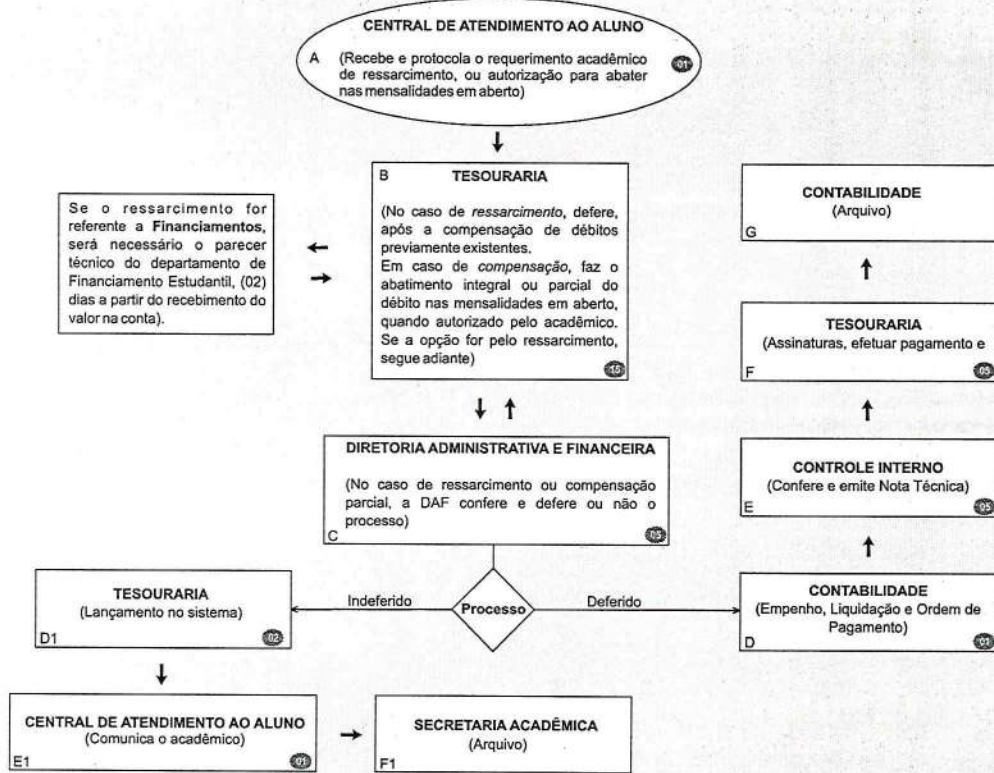 CENTRAL DE ATENDIMENTO AO ALUNO
A
(Recebe e protocola o requerimento acadêmico
de ressarcimento, ou autorização para abater
nas mensalidades em aberto)
01
B
TESOURARIA
(No caso de ressarcimento, defere,
após a compensação de débitos
previamente existentes.
Em caso de compensação, faz o
abatimento integral ou parcial do
débito nas mensalidades em aberto,
quando autorizado pelo acadêmico.
Se a opção for pelo ressarcimento,
segue adiante)
15
Se o ressarcimento for
referente a Financiamentos,
será necessário o parecer
técnico do departamento de
Financiamento Estudantil, (02)
dias a partir do recebimento do
valor na conta).
DIRETORIA ADMINISTRATIVA E FINANCEIRA
(No caso de ressarcimento ou compensação
parcial, a DAF confere e defere ou não o
processo)
C
05
Processo
Indeferido
Deferido
TESOURARIA
(Lançamento no sistema)
D1
02
CENTRAL DE ATENDIMENTO AO ALUNO
(Comunica o acadêmico)
E1
01
SECRETARIA ACADÊMICA
(Arquivo)
F1
CONTABILIDADE
(Empenho, Liquidação e Ordem de
Pagamento)
D
01
CONTROLE INTERNO
(Confere e emite Nota Técnica)
E
05
TESOURARIA
(Assinaturas, efetuar pagamento e
F
05
CONTABILIDADE
(Arquivo)
G